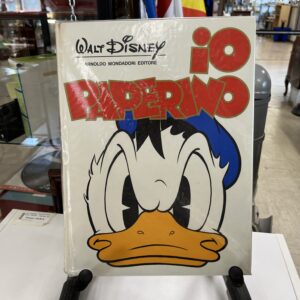 WALT DISNEY
ARNOLDO MONDADORI EDITORE
iO
PAPERINO